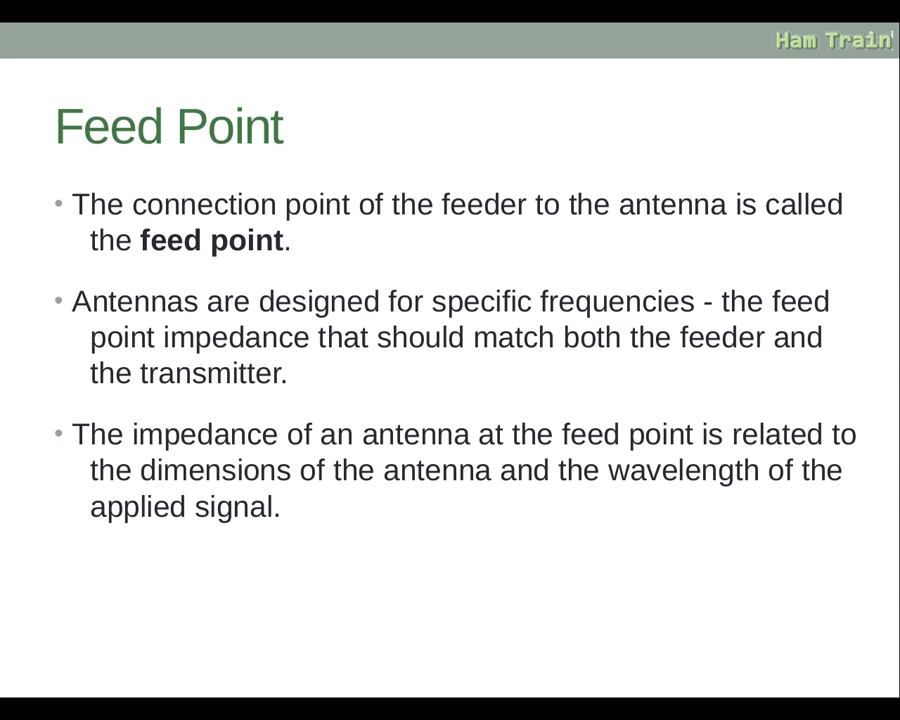 Ham Train
Feed Point
• The connection point of the feeder to the antenna is called
the feed point.
• Antennas are designed for specific frequencies - the feed
point impedance that should match both the feeder and
the transmitter.
• The impedance of an antenna at the feed point is related to
the dimensions of the antenna and the wavelength of the
applied signal.